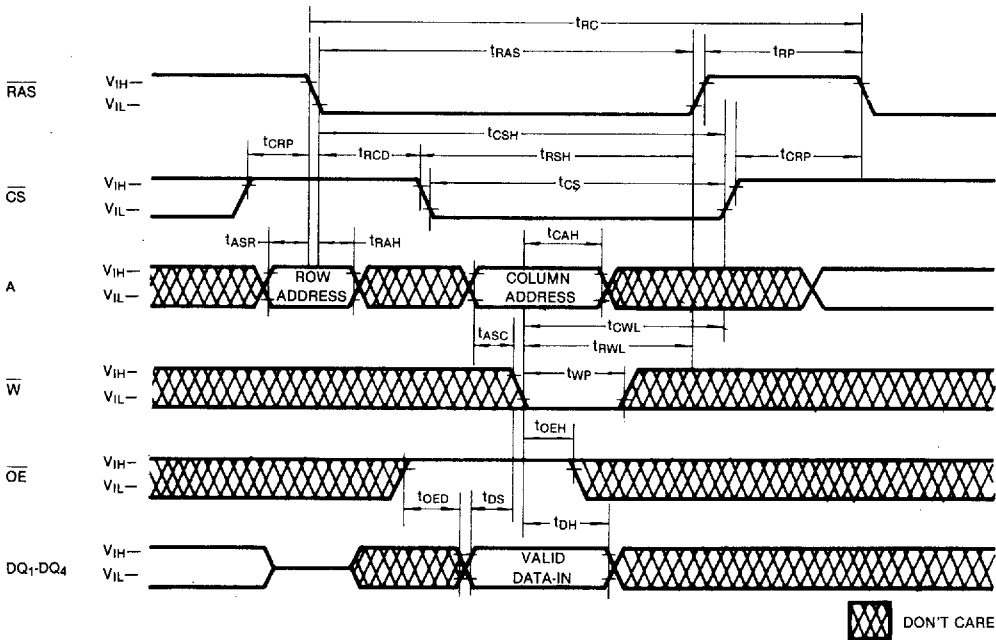 tRC
tRAS
tRP
RAS
VIH
VIL
tCSH
tCRP
tRCD
tRSH
tCRP
CS
VIH
VIL
tCS
tASR
tRAH
tCAH
A
VIH
VIL
ROW
ADDRESS
COLUMN
ADDRESS
tCWL
tASC
tRWL
W
VIH
VIL
tWP
tOEH
OE
VIH
VIL
tOED
tDS
tDH
DQ1-DQ4
VIH
VIL
VALID
DATA-IN
DON'T CARE